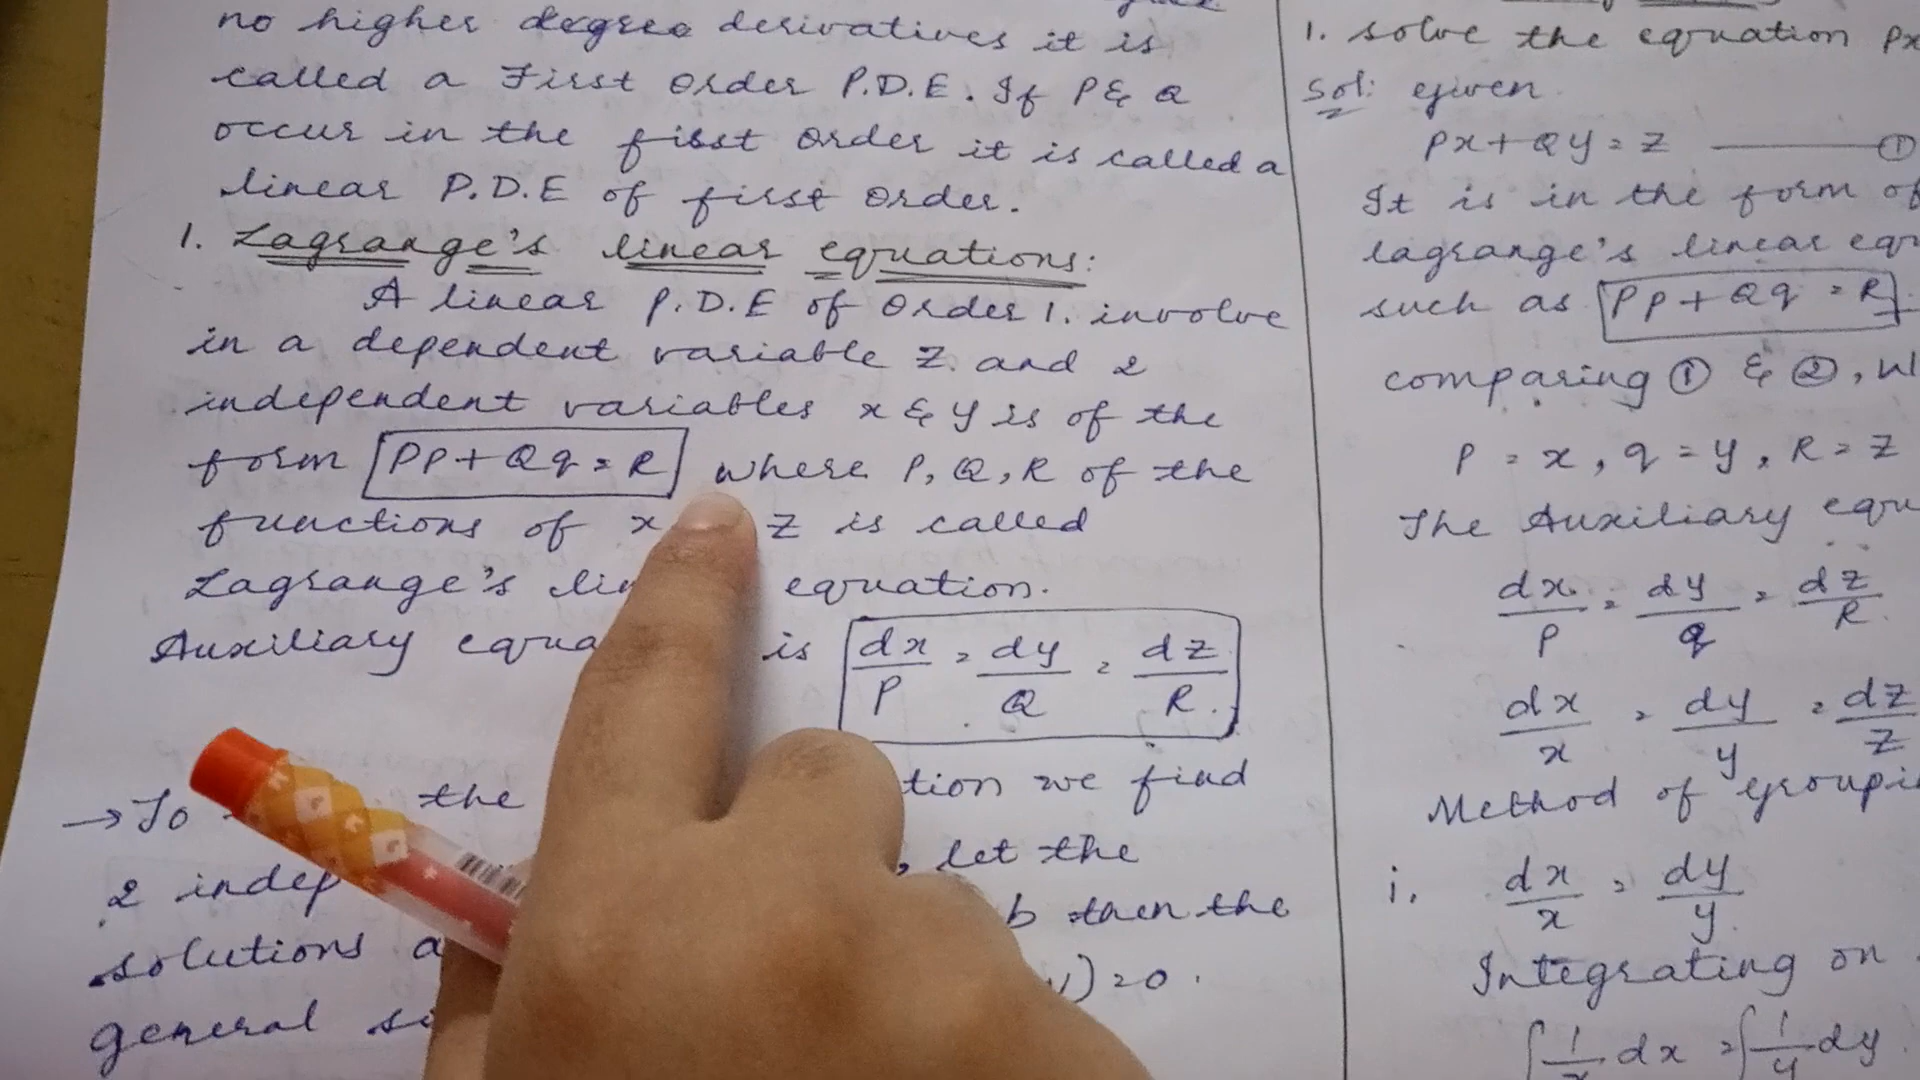 no higher degree derivatives it is
called a First order P.D.E. If P & Q
occur in the first order it is called a
linear P.D.E of first order.
1. Lagrange's linear equations:
A linear P.D.E of order 1. involve
in a dependent variable z and 2
independent variables x & y is of the
form Pp + Qq = R where P, Q, R of the
functions of x z is called
Lagrange's equation.
Auxiliary is dx/P = dy/Q = dz/R.
→ To the we find
2 , let the
b then the
solutions
general
1. solve the equation
Sol: given
px + Qy = z ——— ①
It is in the form of
lagrange's linear
such as Pp + Qq = R
comparing ① & ②,
P = x, q = y, R = z
The Auxiliary
dx/P = dy/q = dz/R.
dx/x = dy/y = dz/z
Method of
i. dx/x = dy/y
Integrating on
∫ 1/x dx = ∫ 1/y dy